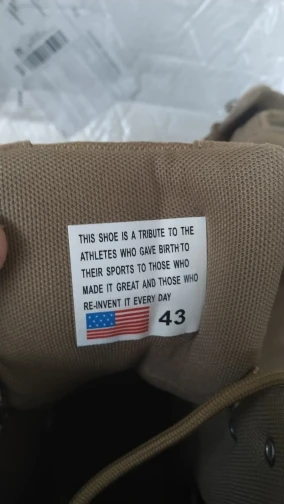 THIS SHOE IS A TRIBUTE TO THE
ATHLETES WHO GAVE BIRTH TO
THEIR SPORTS TO THOSE WHO
MADE IT GREAT AND THOSE WHO
RE-INVENT IT EVERY DAY
43